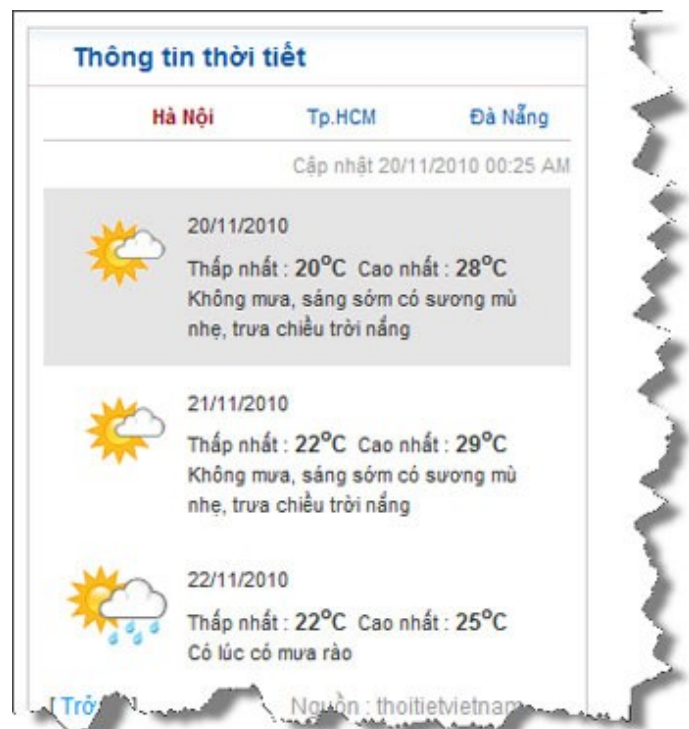 Thông tin thời tiết
Hà Nội Tp.HCM Đà Nẵng
Cập nhật 20/11/2010 00:25 AM
20/11/2010
Thấp nhất : 20°C Cao nhất : 28°C
Không mưa, sáng sớm có sương mù
nhẹ, trưa chiều trời nắng
21/11/2010
Thấp nhất : 22°C Cao nhất : 29°C
Không mưa, sáng sớm có sương mù
nhẹ, trưa chiều trời nắng
22/11/2010
Thấp nhất : 22°C Cao nhất : 25°C
Có lúc có mưa rào
[ Trở ] Nguồn : thoitietvietnam